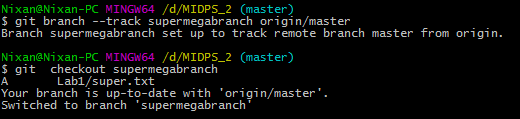 Nixan@Nixan-PC MINGW64 /d/MIDPS_2 (master)
$ git branch --track supermegabranch origin/master
Branch supermegabranch set up to track remote branch master from origin.
Nixan@Nixan-PC MINGW64 /d/MIDPS_2 (master)
$ git  checkout supermegabranch
A       Lab1/super.txt
Your branch is up-to-date with 'origin/master'.
Switched to branch 'supermegabranch'